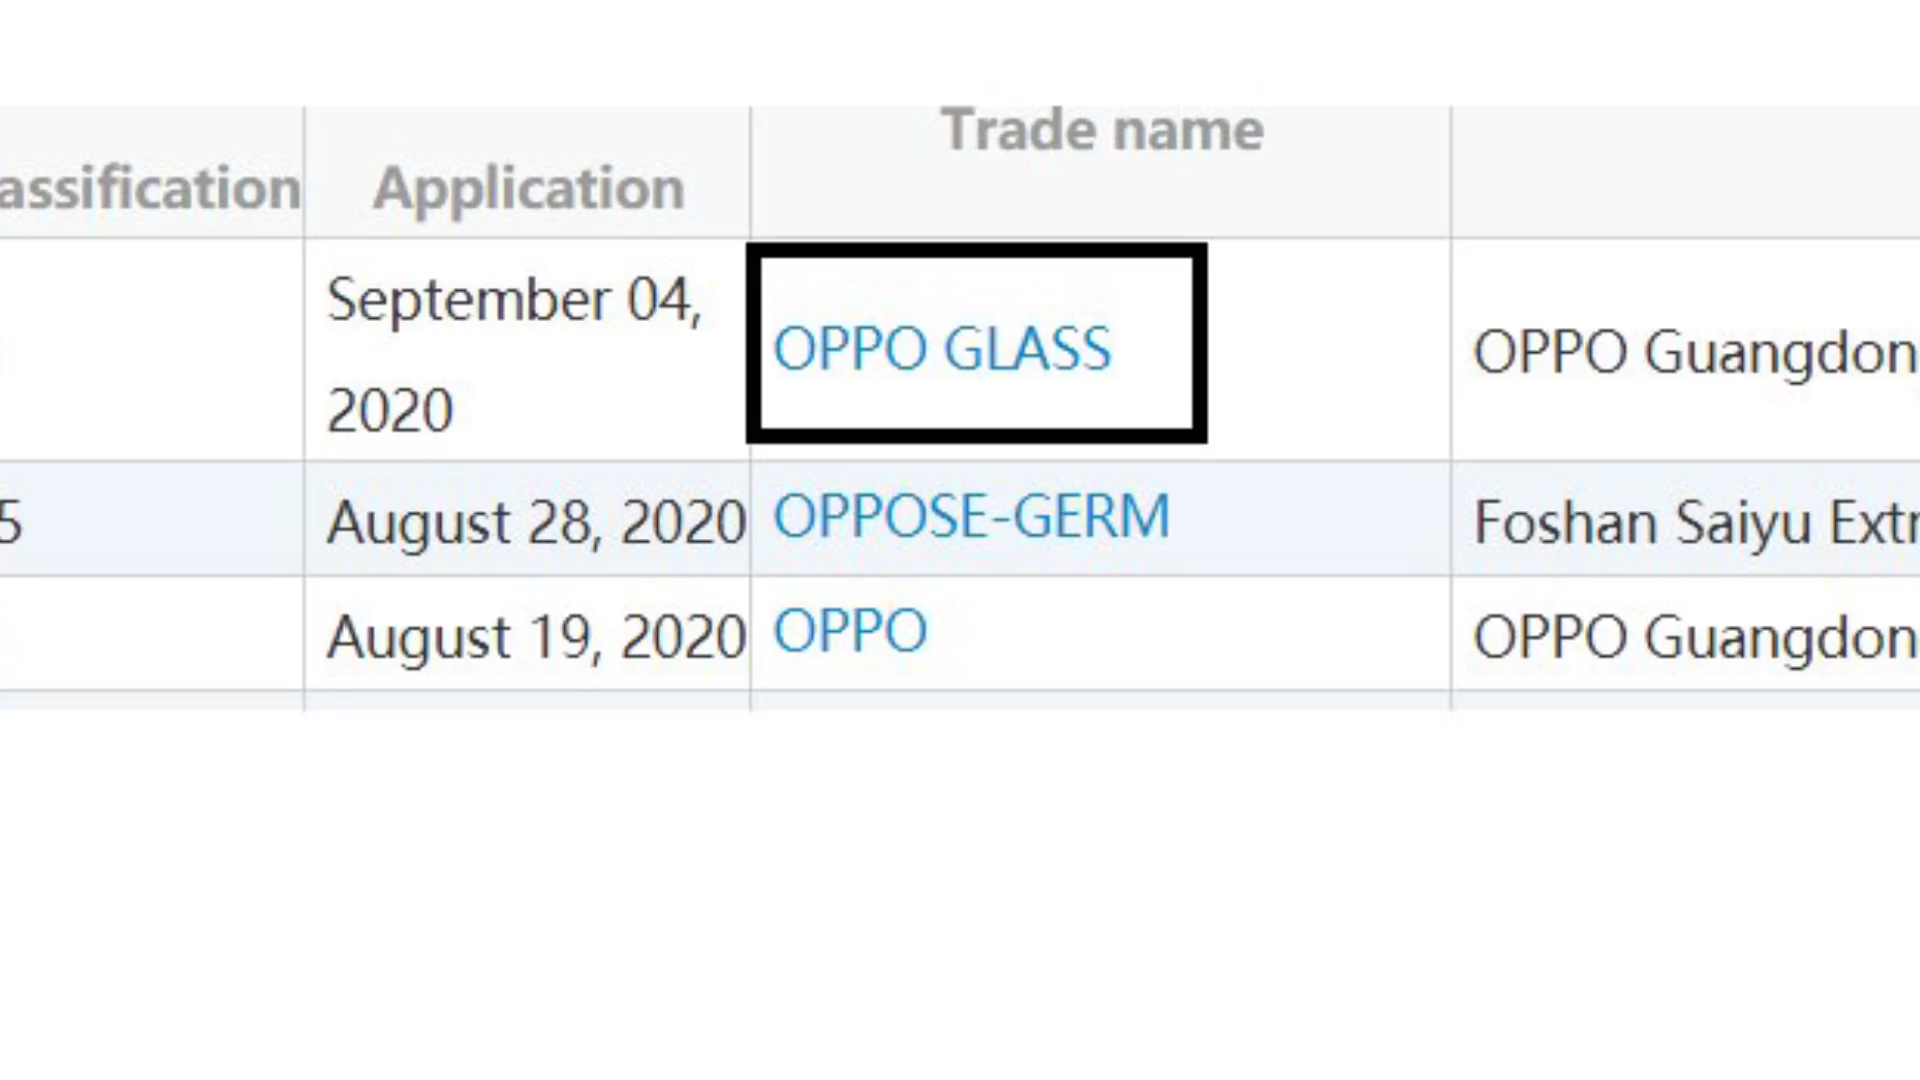 assification Application Trade name
September 04, 2020 OPPO GLASS OPPO Guangdon
5 August 28, 2020 OPPOSE-GERM Foshan Saiyu Extr
August 19, 2020 OPPO OPPO Guangdon